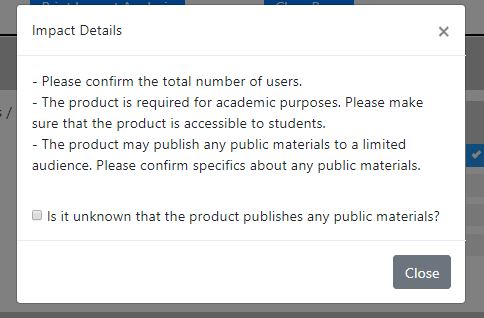 Impact Details
×
- Please confirm the total number of users.
- The product is required for academic purposes. Please make
sure that the product is accessible to students.
- The product may publish any public materials to a limited
audience. Please confirm specifics about any public materials.
Is it unknown that the product publishes any public materials?
Close